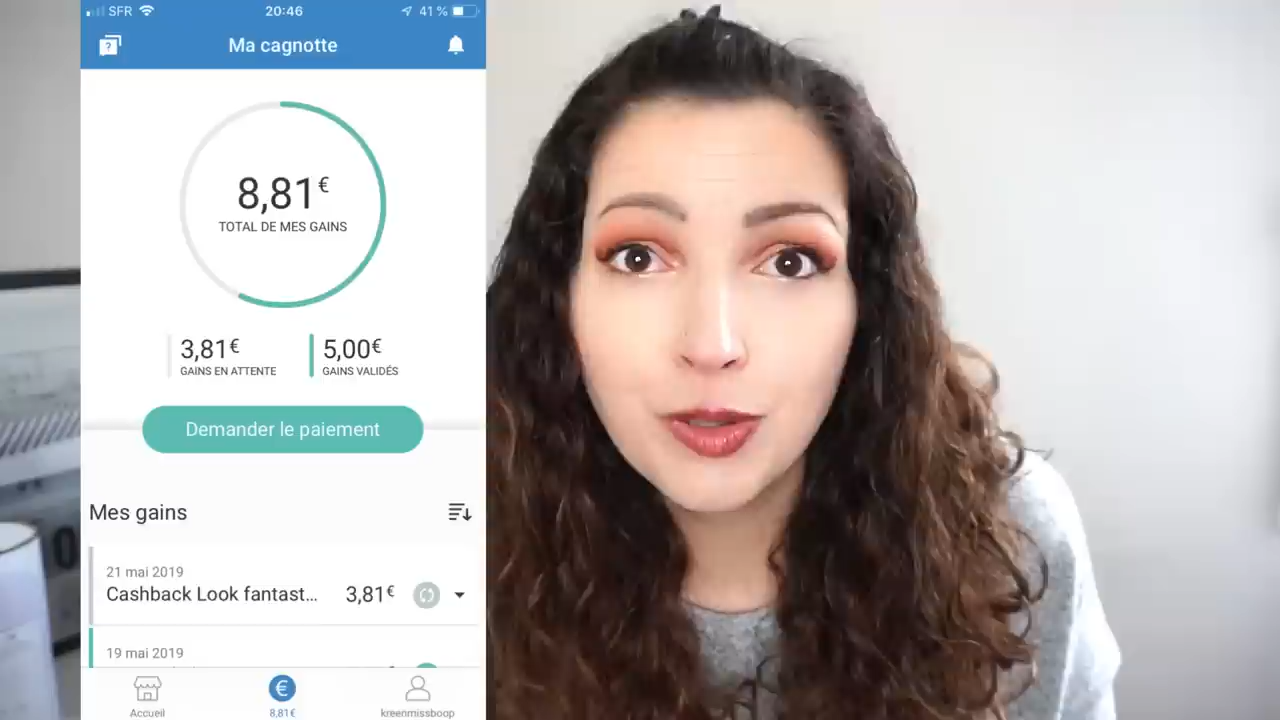 SFR 20:46 41 %
Ma cagnotte
8,81€
TOTAL DE MES GAINS
3,81€ 5,00€
GAINS EN ATTENTE GAINS VALIDÉS
Demander le paiement
Mes gains
21 mai 2019
Cashback Look fantast... 3,81€
19 mai 2019
Accueil 8,81€ kreenmissboop